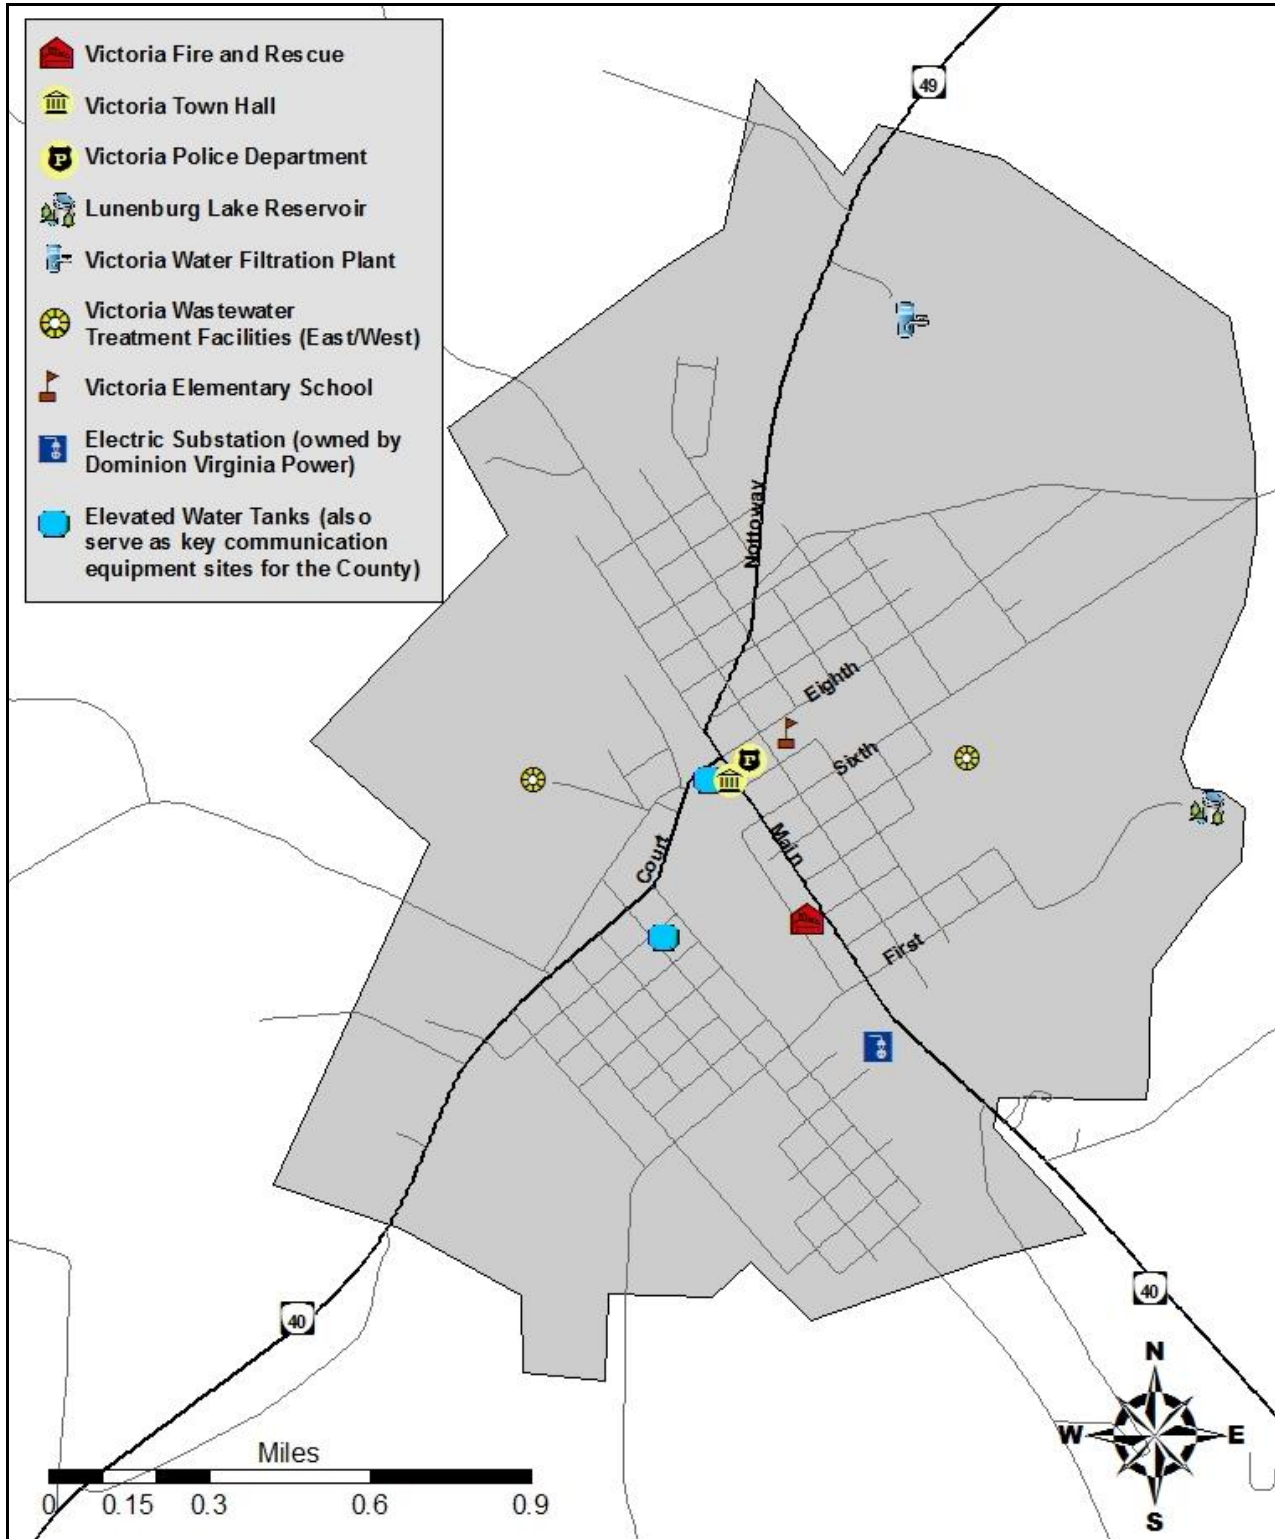 Victoria Fire and Rescue
Victoria Town Hall
P
Victoria Police Department
Lunenburg Lake Reservoir
Victoria Water Filtration Plant
Victoria Wastewater
Treatment Facilities (East/West)
Victoria Elementary School
Electric Substation (owned by
Dominion Virginia Power)
Elevated Water Tanks (also
serve as key communication
equipment sites for the County)
49
Nottoway
Eighth
P
Sixth
Court
Main
First
40
40
N
W
E
S
Miles
0 0.15 0.3 0.6 0.9